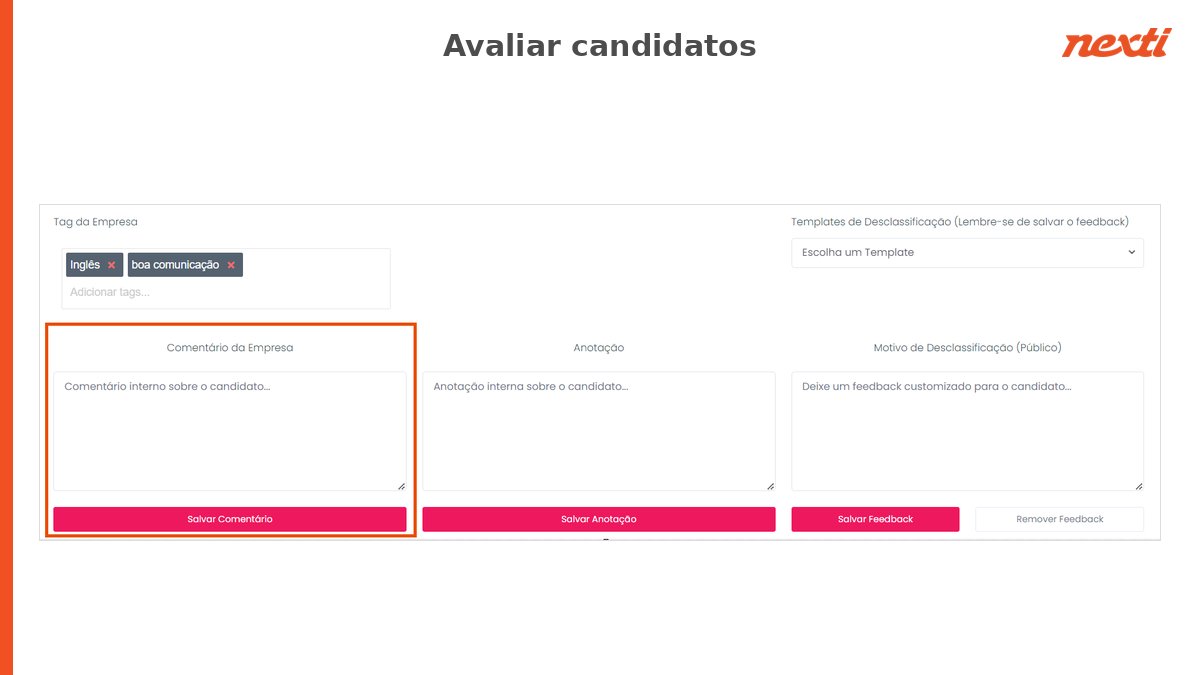 Avaliar candidatos
nexti
Tag da Empresa
Templates de Desclassificação (Lembre-se de salvar o feedback)
Inglês × boa comunicação ×
Escolha um Template
Adicionar tags...
Comentário da Empresa
Anotação
Motivo de Desclassificação (Público)
Comentário interno sobre o candidato...
Anotação interna sobre o candidato...
Deixe um feedback customizado para o candidato...
Salvar Comentário
Salvar Anotação
Salvar Feedback
Remover Feedback